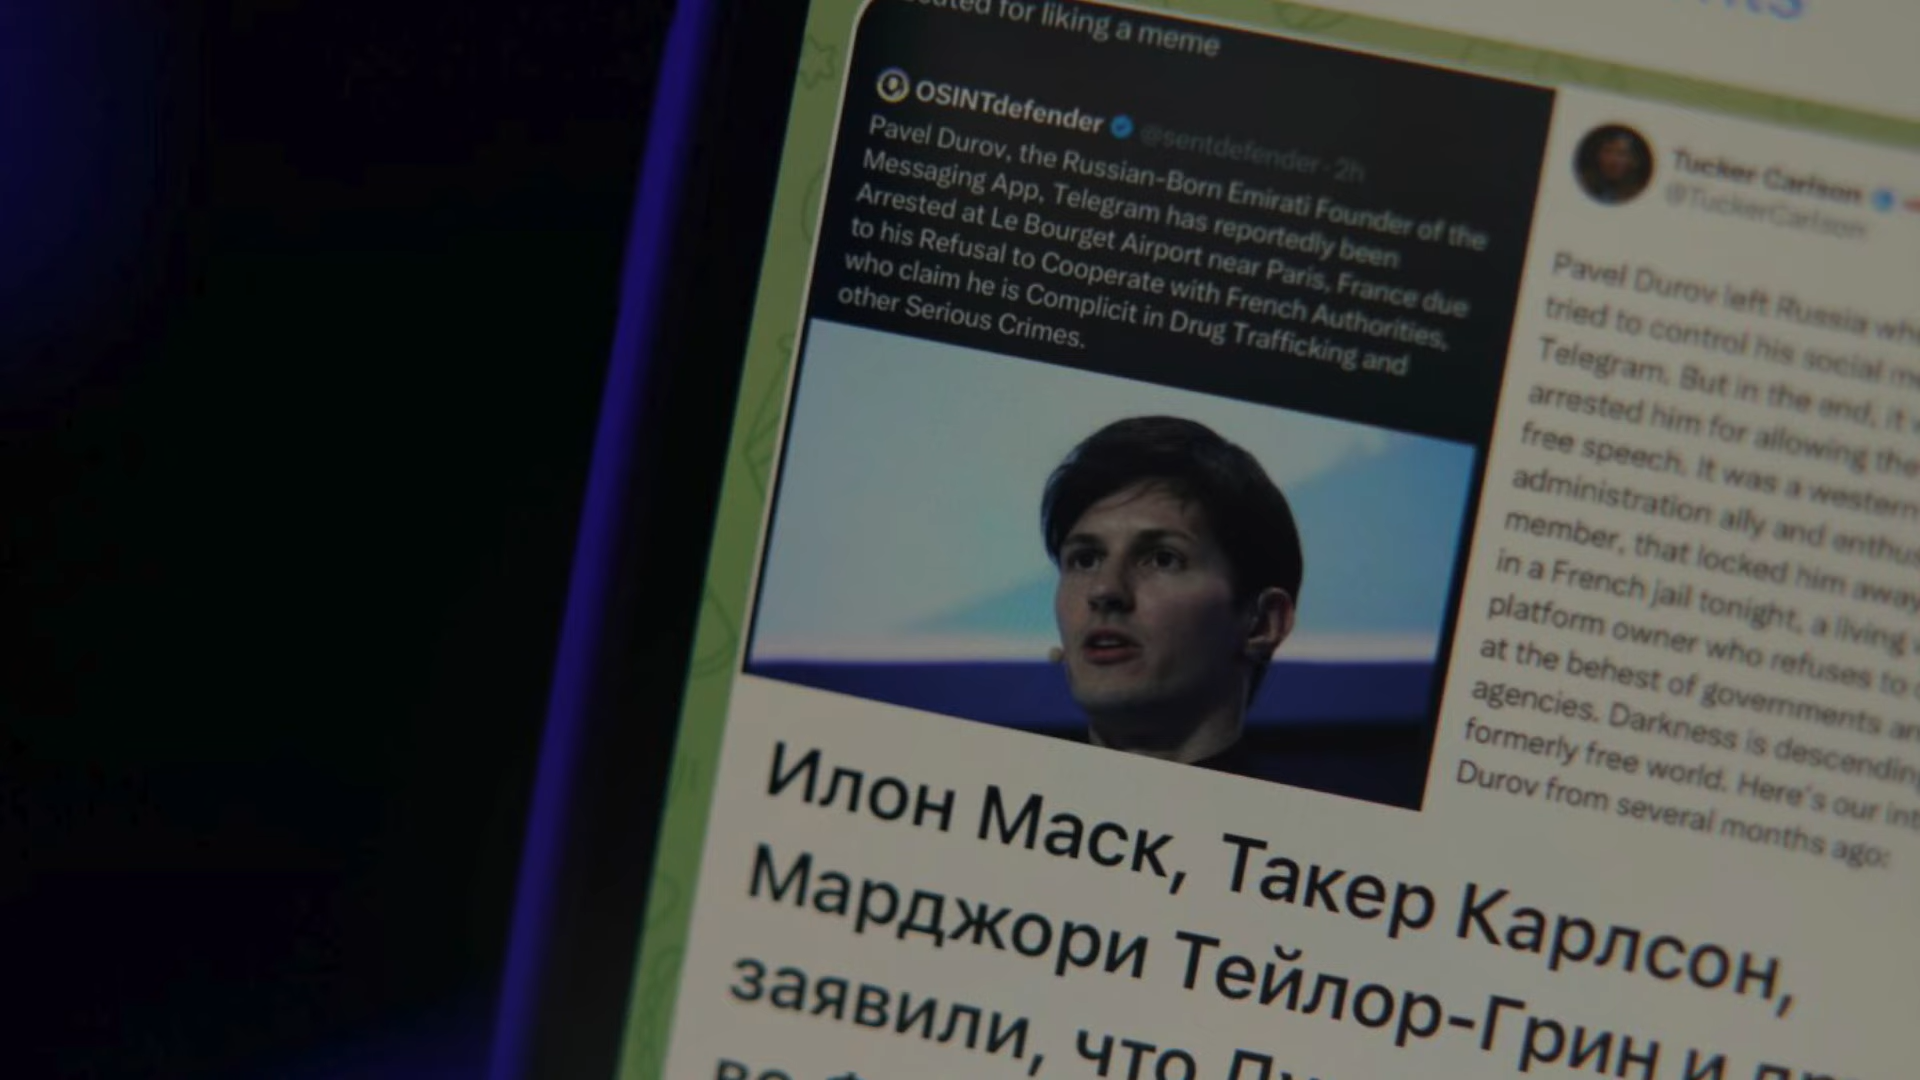 for liking a meme
OSINTdefender @sentdefender · 2h
Pavel Durov, the Russian-Born Emirati Founder of the
Messaging App, Telegram has reportedly been
Arrested at Le Bourget Airport near Paris, France due
to his Refusal to Cooperate with French Authorities,
who claim he is Complicit in Drug Trafficking and
other Serious Crimes.
Tucker Carlson
@TuckerCarlson
Pavel Durov left Russia
tried to control his social
Telegram. But in the end, it
arrested him for allowing
free speech. It was a western
administration ally and
member, that locked him away
in a French jail tonight, a living
platform owner who refuses to
at the behest of governments
agencies. Darkness is descending
formerly free world. Here's our
Durov from several months ago:
Илон Маск, Такер Карлсон,
Марджори Тейлор-Грин и
заявили, что
во